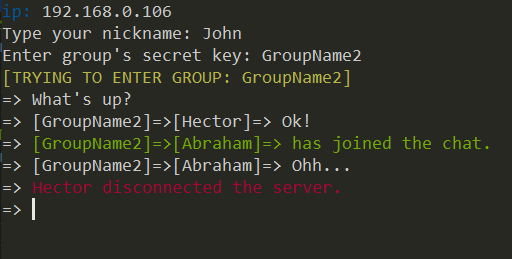 ip: 192.168.0.106
Type your nickname: John
Enter group's secret key: GroupName2
[TRYING TO ENTER GROUP: GroupName2]
=> What's up?
=> [GroupName2]=>[Hector]=> Ok!
=> [GroupName2]=>[Abraham]=> has joined the chat.
=> [GroupName2]=>[Abraham]=> Ohh...
=> Hector disconnected the server.
=>